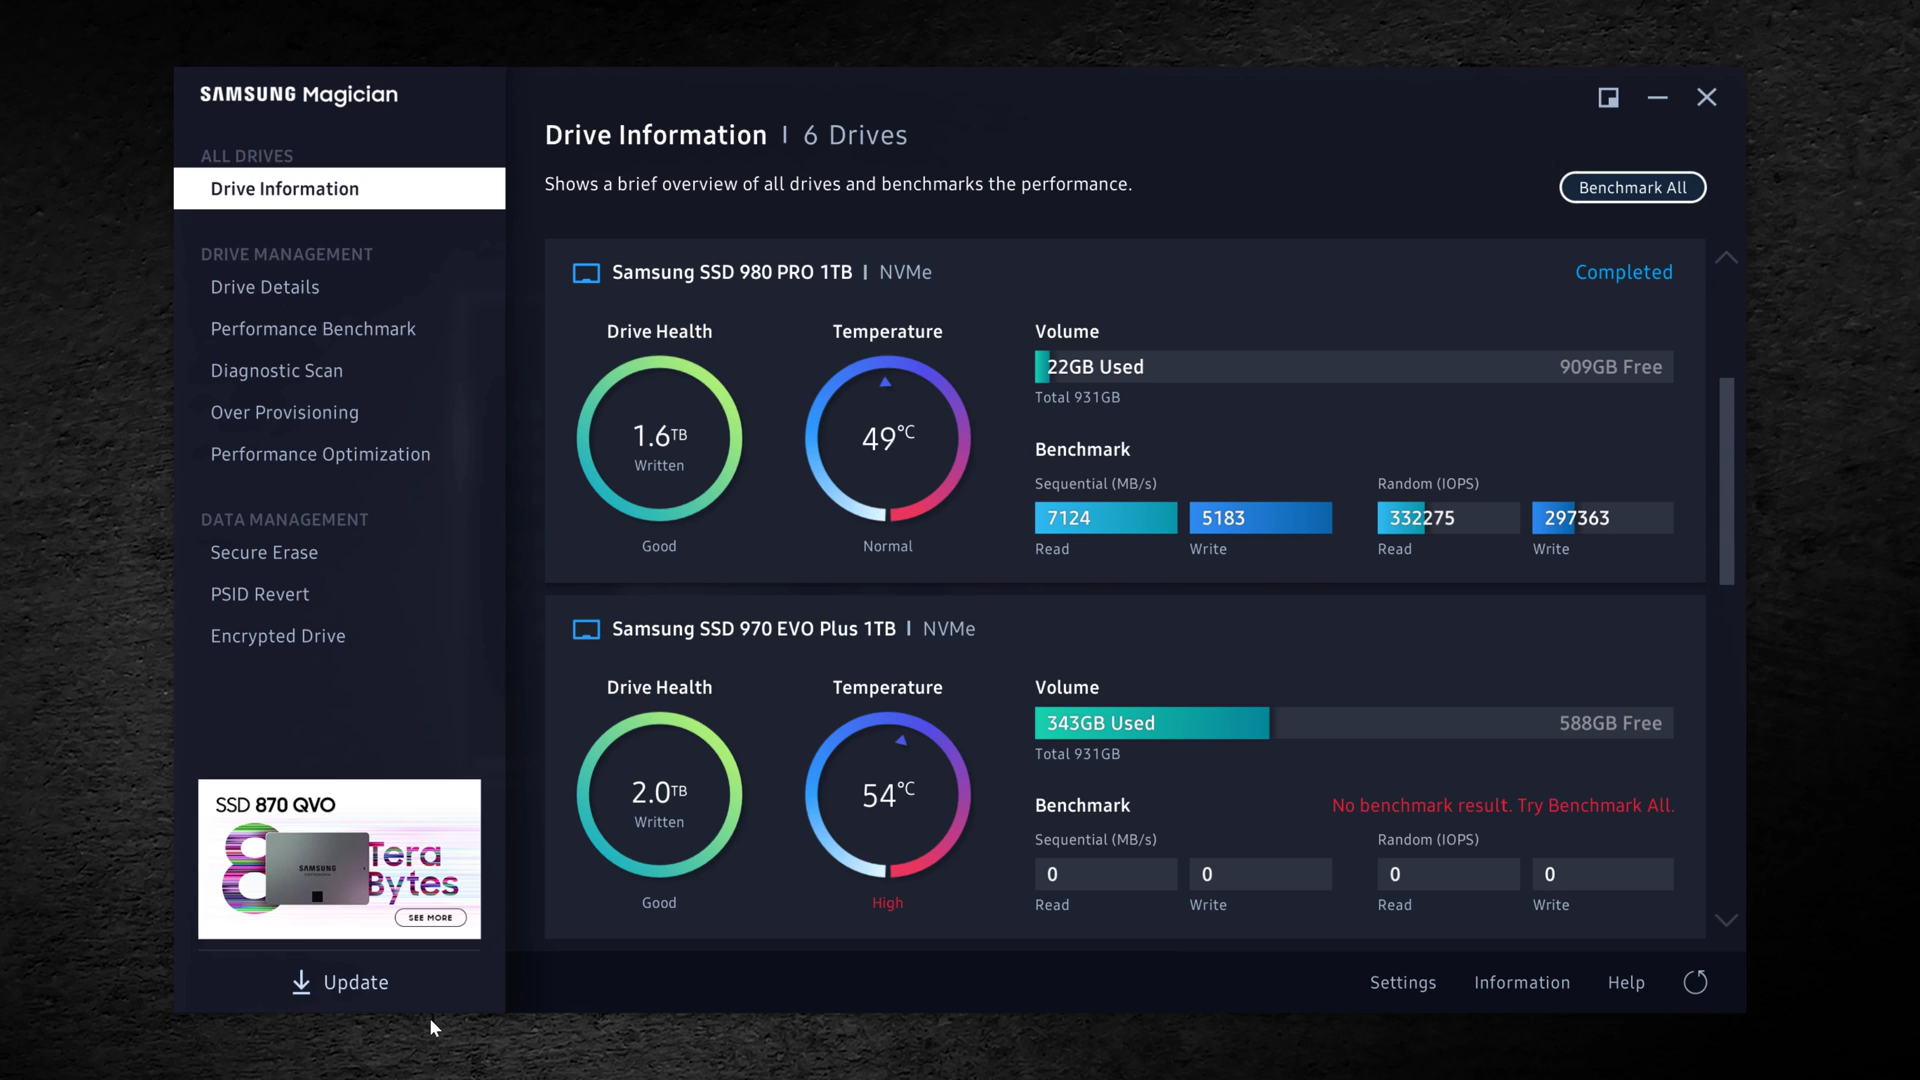 SAMSUNG Magician
ALL DRIVES
Drive Information
DRIVE MANAGEMENT
Drive Details
Performance Benchmark
Diagnostic Scan
Over Provisioning
Performance Optimization
DATA MANAGEMENT
Secure Erase
PSID Revert
Encrypted Drive
SSD 870 QVO
8 Tera
Bytes
SAMSUNG
SEE MORE
Update
Drive Information | 6 Drives
Shows a brief overview of all drives and benchmarks the performance.
Benchmark All
Samsung SSD 980 PRO 1TB | NVMe
Completed
Drive Health
1.6TB
Written
Good
Temperature
49°C
Normal
Volume
22GB Used 909GB Free
Total 931GB
Benchmark
Sequential (MB/s) Random (IOPS)
7124 5183 332275 297363
Read Write Read Write
Samsung SSD 970 EVO Plus 1TB | NVMe
Drive Health
2.0TB
Written
Good
Temperature
54°C
High
Volume
343GB Used 588GB Free
Total 931GB
Benchmark No benchmark result. Try Benchmark All.
Sequential (MB/s) Random (IOPS)
0 0 0 0
Read Write Read Write
Settings Information Help